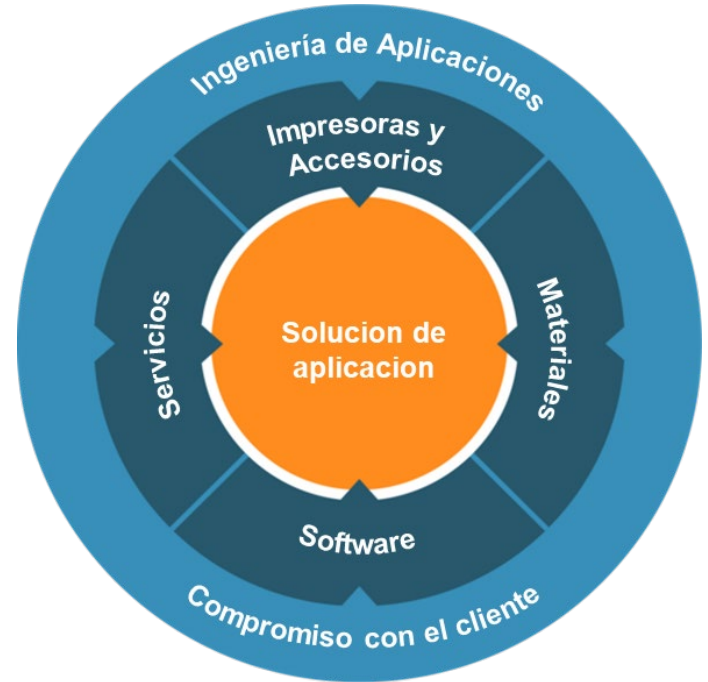 Ingeniería de Aplicaciones
Impresoras y
Accesorios
Servicios
Solucion de
aplicacion
Materiales
Software
Compromiso con el cliente